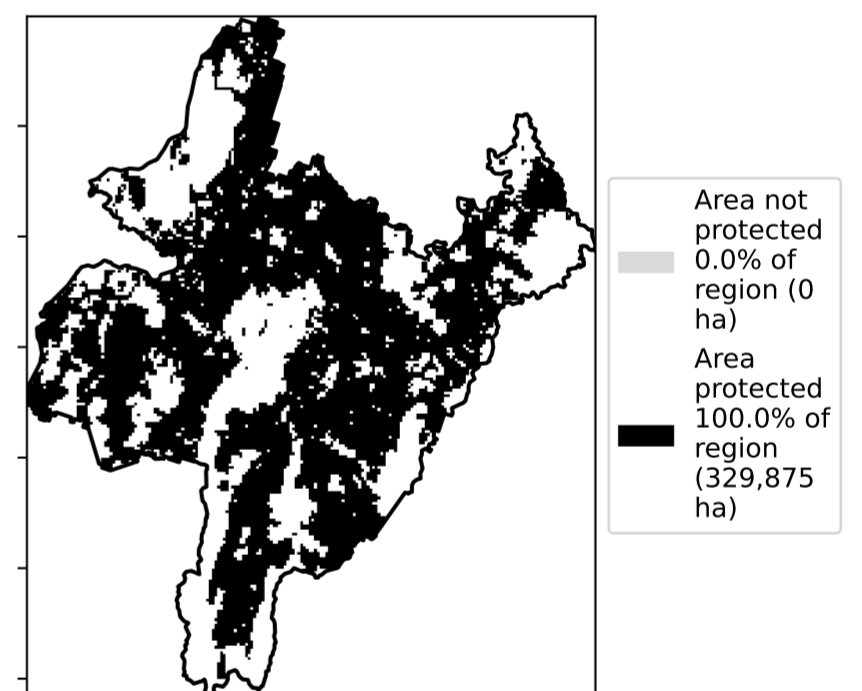 Area not
protected
0.0% of
region (0
ha)
Area
protected
100.0% of
region
(329,875
ha)